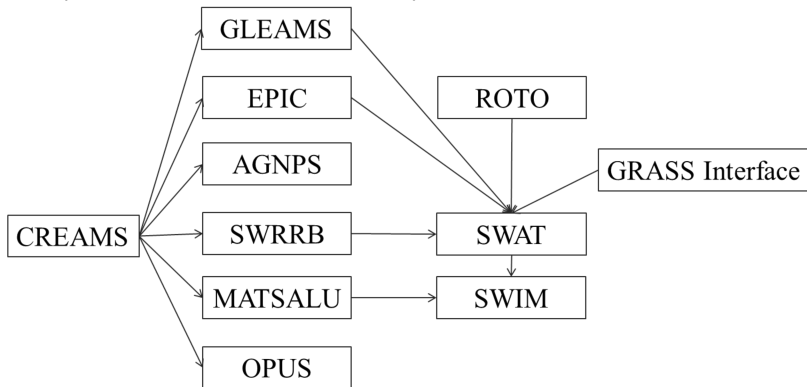 GLEAMS
EPIC
ROTO
AGNPS
GRASS Interface
CREAMS
SWRRB
SWAT
MATSALU
SWIM
OPUS